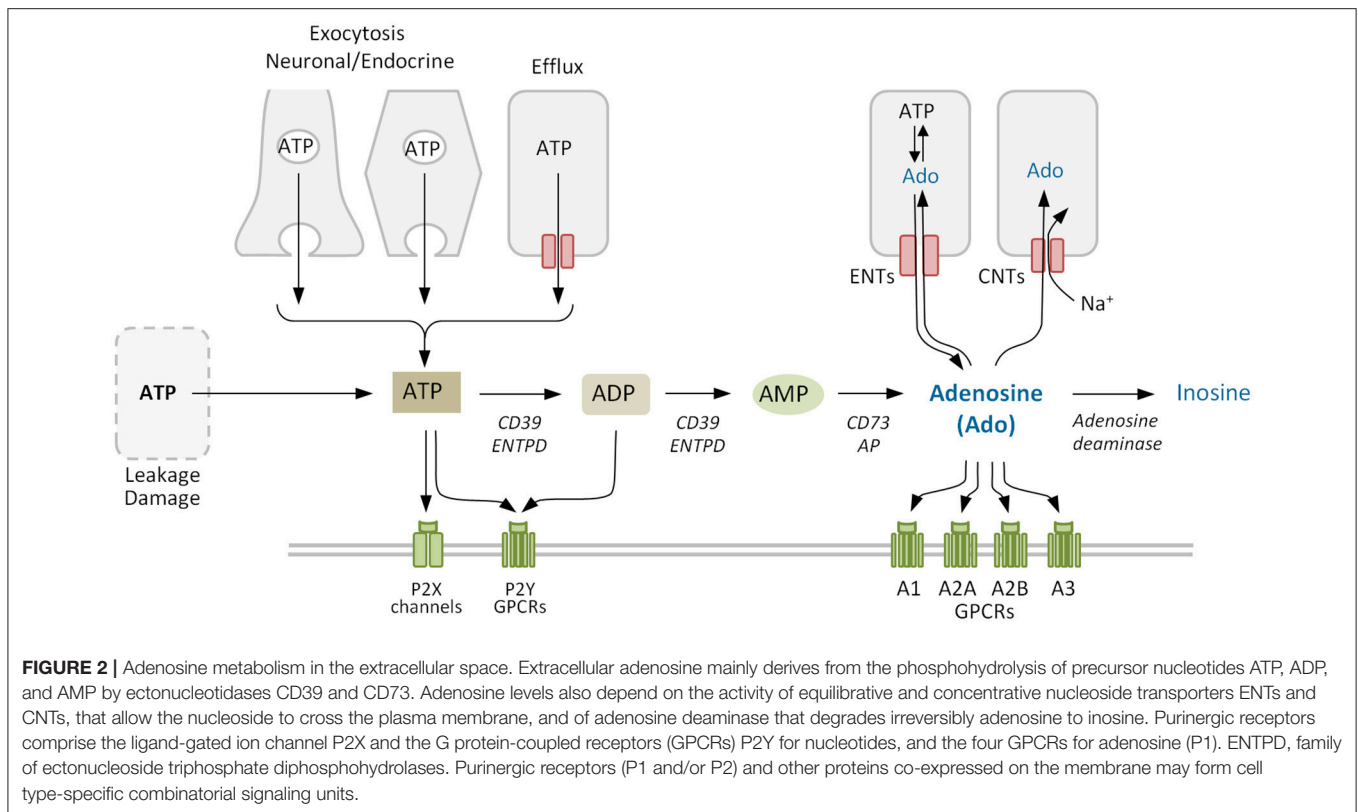 Exocytosis
Neuronal/Endocrine
Efflux
ATP
ATP
ATP
ATP
Ado
Ado
ENTs
CNTs
Na⁺
ATP
Leakage
Damage
ATP
CD39
ENTPD
ADP
CD39
ENTPD
AMP
CD73
AP
Adenosine
(Ado)
Adenosine
deaminase
Inosine
P2X
channels
P2Y
GPCRs
A1
A2A
A2B
A3
GPCRs
FIGURE 2 | Adenosine metabolism in the extracellular space. Extracellular adenosine mainly derives from the phosphohydrolysis of precursor nucleotides ATP, ADP,
and AMP by ectonucleotidases CD39 and CD73. Adenosine levels also depend on the activity of equilibrative and concentrative nucleoside transporters ENTs and
CNTs, that allow the nucleoside to cross the plasma membrane, and of adenosine deaminase that degrades irreversibly adenosine to inosine. Purinergic receptors
comprise the ligand-gated ion channel P2X and the G protein-coupled receptors (GPCRs) P2Y for nucleotides, and the four GPCRs for adenosine (P1). ENTPD, family
of ectonucleoside triphosphate diphosphohydrolases. Purinergic receptors (P1 and/or P2) and other proteins co-expressed on the membrane may form cell
type-specific combinatorial signaling units.